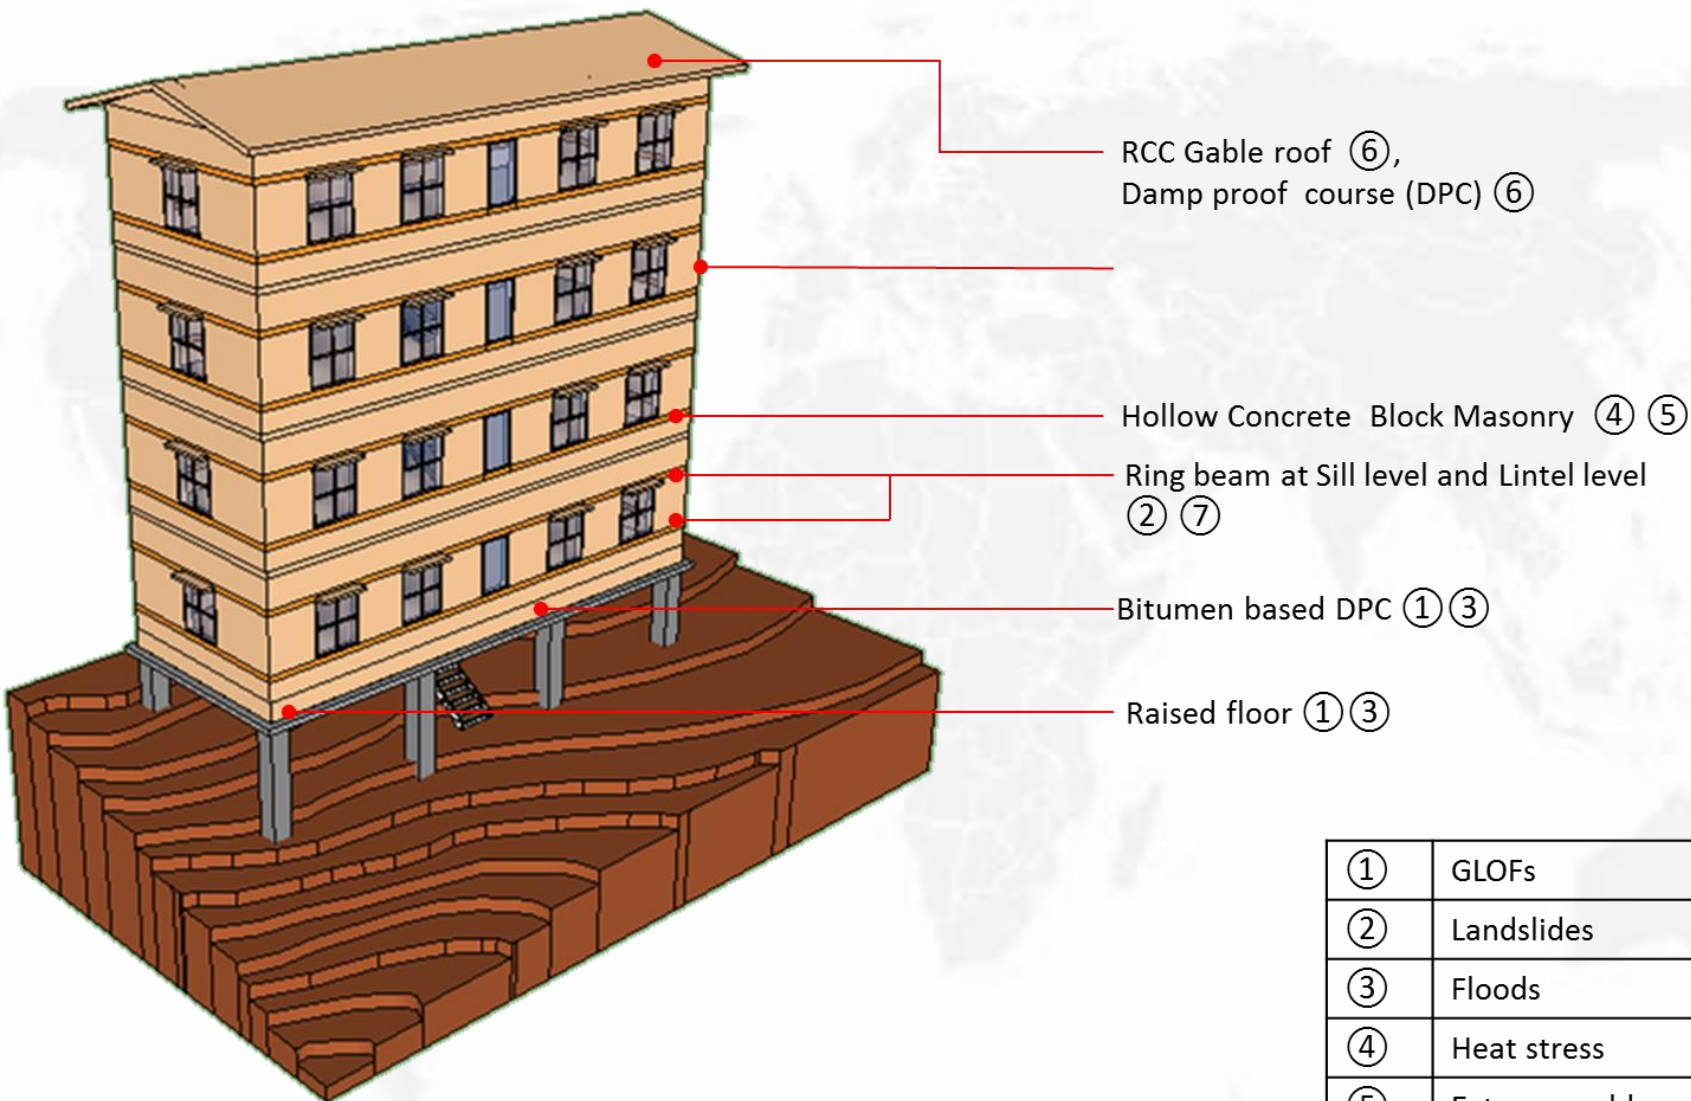 RCC Gable roof ⑥,
Damp proof course (DPC) ⑥
Hollow Concrete Block Masonry ④ ⑤
Ring beam at Sill level and Lintel level
② ⑦
Bitumen based DPC ① ③
Raised floor ① ③
① GLOFs
② Landslides
③ Floods
④ Heat stress